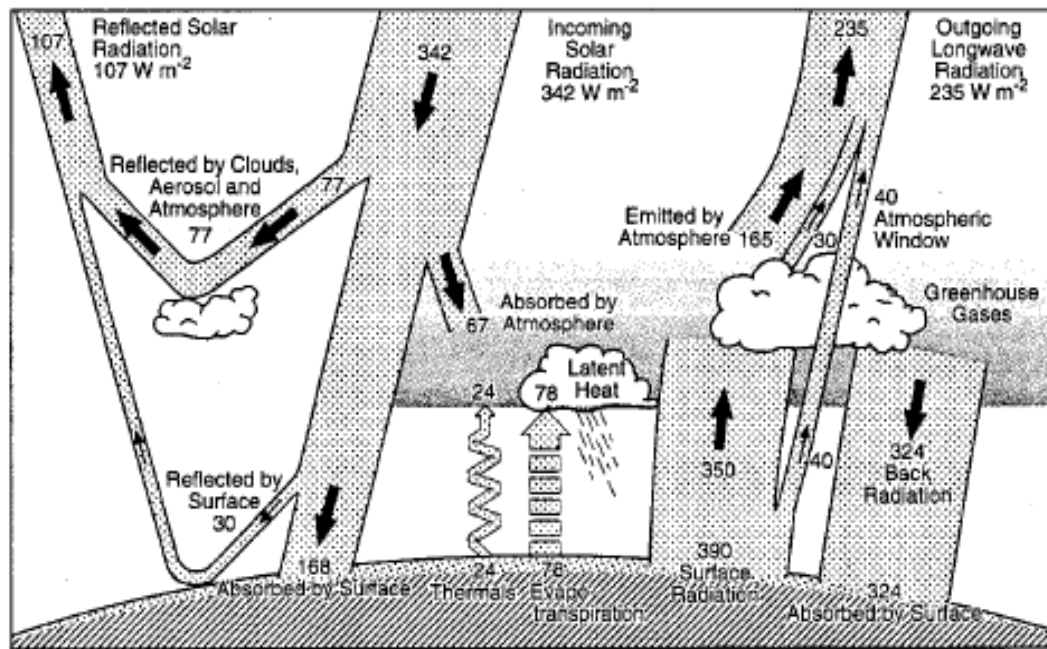 107
Reflected Solar
Radiation
107 W m-2
342
Incoming
Solar
Radiation
342 W m-2
235
Outgoing
Longwave
Radiation
235 W m-2
Reflected by Clouds,
Aerosol and
Atmosphere
77
77
Emitted by
Atmosphere
165
30
40
Atmospheric
Window
Greenhouse
Gases
67
Absorbed by
Atmosphere
24
78
Latent
Heat
350
40
324
Back
Radiation
Reflected by
Surface
30
168
Absorbed by Surface
24
Thermals
78
Evapo-
transpiration
390
Surface
Radiation
324
Absorbed by Surface